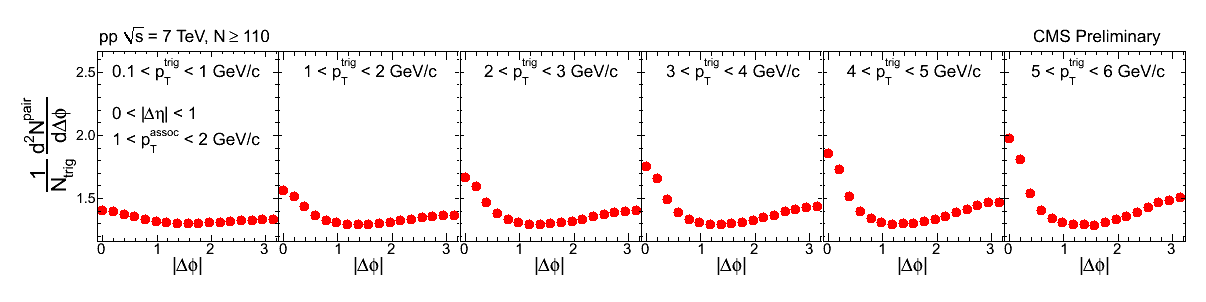 pp √s = 7 TeV, N ≥ 110
CMS Preliminary
0.1 < p_T^trig < 1 GeV/c
1 < p_T^trig < 2 GeV/c
2 < p_T^trig < 3 GeV/c
3 < p_T^trig < 4 GeV/c
4 < p_T^trig < 5 GeV/c
5 < p_T^trig < 6 GeV/c
0 < |Δη| < 1
1 < p_T^assoc < 2 GeV/c
1/N_trig d²N^pair/dΔϕ
2.5
2.0
1.5
0 1 2 3 0 1 2 3 0 1 2 3 0 1 2 3 0 1 2 3 0 1 2 3
|Δϕ| |Δϕ| |Δϕ| |Δϕ| |Δϕ| |Δϕ|